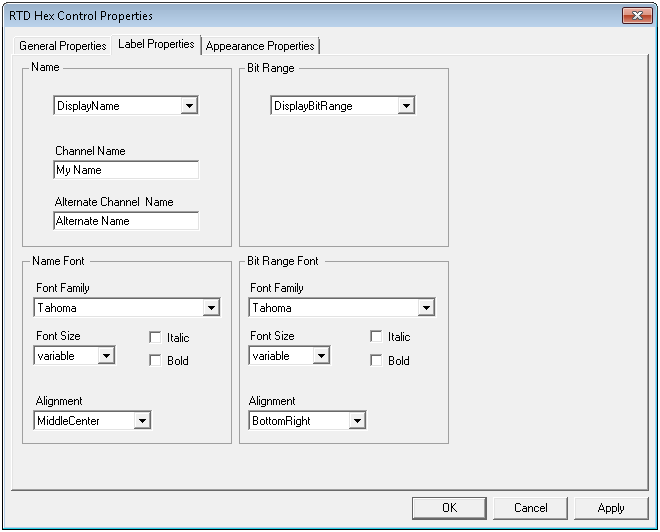 RTD Hex Control Properties
General Properties
Label Properties
Appearance Properties
Name
DisplayName
Channel Name
My Name
Alternate Channel  Name
Alternate Name
Bit Range
DisplayBitRange
Name Font
Font Family
Tahoma
Font Size
variable
Italic
Bold
Alignment
MiddleCenter
Bit Range Font
Font Family
Tahoma
Font Size
variable
Italic
Bold
Alignment
BottomRight
OK
Cancel
Apply